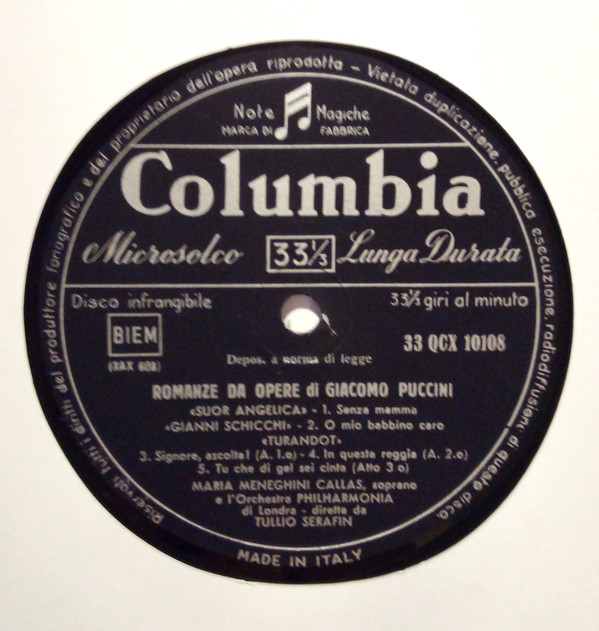 Riservati tutti i diritti del produttore fonografico e del proprietario dell'opera riprodotta – Vietata duplicazione, pubblica esecuzione, radiodiffusione: di questo disco.
Note Magiche
MARCA DI FABBRICA
Columbia
Microsolco 33⅓ Lunga Durata
Disco infrangibile 33⅓ giri al minuto
BIEM 33 QCX 10108
(XAX 603)
Depos. a norma di legge
ROMANZE DA OPERE di GIACOMO PUCCINI
«SUOR ANGELICA» - 1. Senza mamma
«GIANNI SCHICCHI» - 2. O mio babbino caro
«TURANDOT»
3. Signore, ascolta! (A. 1.o) - 4. In questa reggia (A. 2.o)
5. Tu che di gel sei cinta (Atto 3 o)
MARIA MENEGHINI CALLAS, soprano
e l'Orchestra PHILHARMONIA
di Londra - diretta da
TULLIO SERAFIN
MADE IN ITALY